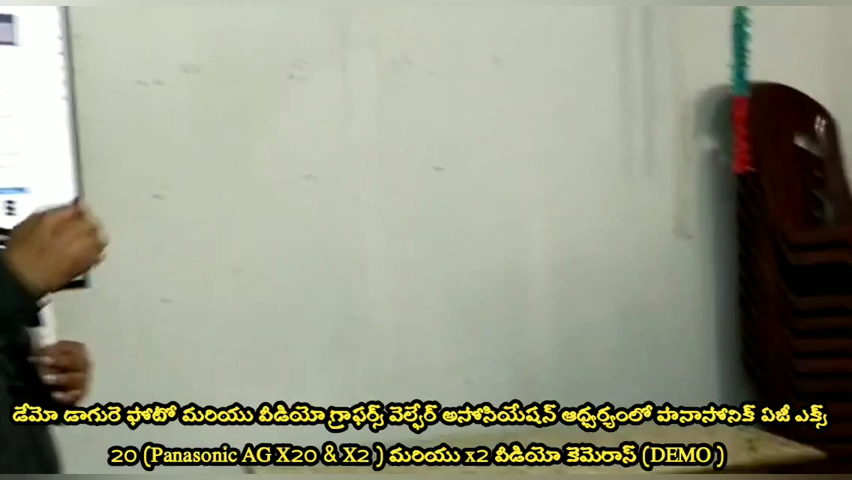 డేమో డాగురె ఫోటో మరియు వీడియో గ్రాఫర్స్ వెల్ఫేర్ అసోసియేషన్ ఆధ్వర్యంలో పానాసోనిక్ ఏజీ ఎక్స్
20 (Panasonic AG X20 & X2 ) మరియు x2 వీడియో కెమెరాస్ (DEMO )